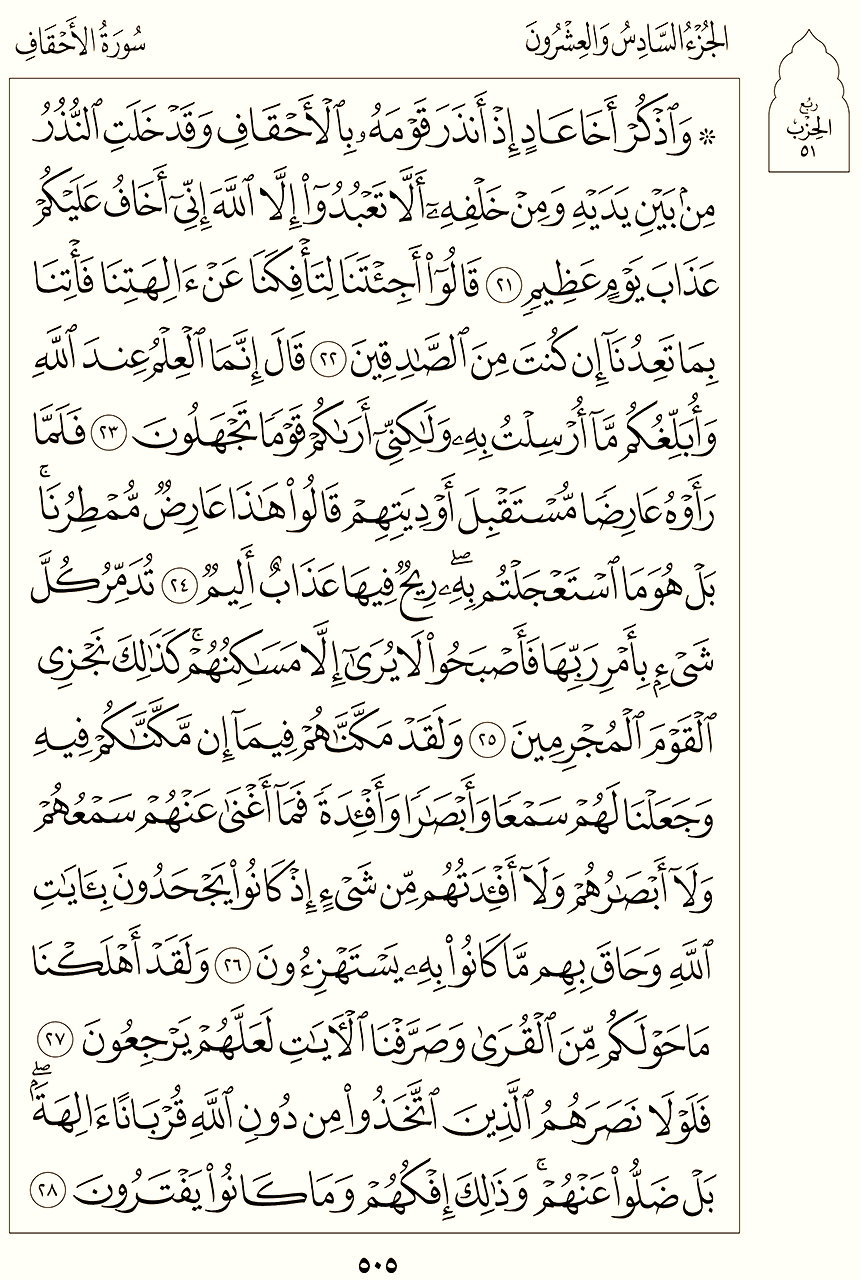 الجُزْءُ السَّادِسُ وَالعِشْرُونَ
سُورَةُ الأَحْقَافِ
رُبْع
الحِزْب
٥١
۞ وَٱذْكُرْ أَخَا عَادٍ إِذْ أَنذَرَ قَوْمَهُۥ بِٱلْأَحْقَافِ وَقَدْ خَلَتِ ٱلنُّذُرُ
مِنۢ بَيْنِ يَدَيْهِ وَمِنْ خَلْفِهِۦٓ أَلَّا تَعْبُدُوٓا۟ إِلَّا ٱللَّهَ إِنِّىٓ أَخَافُ عَلَيْكُمْ
عَذَابَ يَوْمٍ عَظِيمٍ ٢١ قَالُوٓا۟ أَجِئْتَنَا لِتَأْفِكَنَا عَنْ ءَالِهَتِنَا فَأْتِنَا
بِمَا تَعِدُنَآ إِن كُنتَ مِنَ ٱلصَّـٰدِقِينَ ٢٢ قَالَ إِنَّمَا ٱلْعِلْمُ عِندَ ٱللَّهِ
وَأُبَلِّغُكُم مَّآ أُرْسِلْتُ بِهِۦ وَلَـٰكِنِّىٓ أَرَىٰكُمْ قَوْمًا تَجْهَلُونَ ٢٣ فَلَمَّا
رَأَوْهُ عَارِضًا مُّسْتَقْبِلَ أَوْدِيَتِهِمْ قَالُوا۟ هَـٰذَا عَارِضٌ مُّمْطِرُنَا ۚ
بَلْ هُوَ مَا ٱسْتَعْجَلْتُم بِهِۦ ۖ رِيحٌ فِيهَا عَذَابٌ أَلِيمٌ ٢٤ تُدَمِّرُ كُلَّ
شَىْءٍۭ بِأَمْرِ رَبِّهَا فَأَصْبَحُوا۟ لَا يُرَىٰٓ إِلَّا مَسَـٰكِنُهُمْ ۚ كَذَٰلِكَ نَجْزِى
ٱلْقَوْمَ ٱلْمُجْرِمِينَ ٢٥ وَلَقَدْ مَكَّنَّـٰهُمْ فِيمَآ إِن مَّكَّنَّـٰكُمْ فِيهِ
وَجَعَلْنَا لَهُمْ سَمْعًا وَأَبْصَـٰرًا وَأَفْـِٔدَةً فَمَآ أَغْنَىٰ عَنْهُمْ سَمْعُهُمْ
وَلَآ أَبْصَـٰرُهُمْ وَلَآ أَفْـِٔدَتُهُم مِّن شَىْءٍ إِذْ كَانُوا۟ يَجْحَدُونَ بِـَٔايَـٰتِ
ٱللَّهِ وَحَاقَ بِهِم مَّا كَانُوا۟ بِهِۦ يَسْتَهْزِءُونَ ٢٦ وَلَقَدْ أَهْلَكْنَا
مَا حَوْلَكُم مِّنَ ٱلْقُرَىٰ وَصَرَّفْنَا ٱلْـَٔايَـٰتِ لَعَلَّهُمْ يَرْجِعُونَ ٢٧
فَلَوْلَا نَصَرَهُمُ ٱلَّذِينَ ٱتَّخَذُوا۟ مِن دُونِ ٱللَّهِ قُرْبَانًا ءَالِهَةًۢ ۖ
بَلْ ضَلُّوا۟ عَنْهُمْ ۚ وَذَٰلِكَ إِفْكُهُمْ وَمَا كَانُوا۟ يَفْتَرُونَ ٢٨
٥٠٥